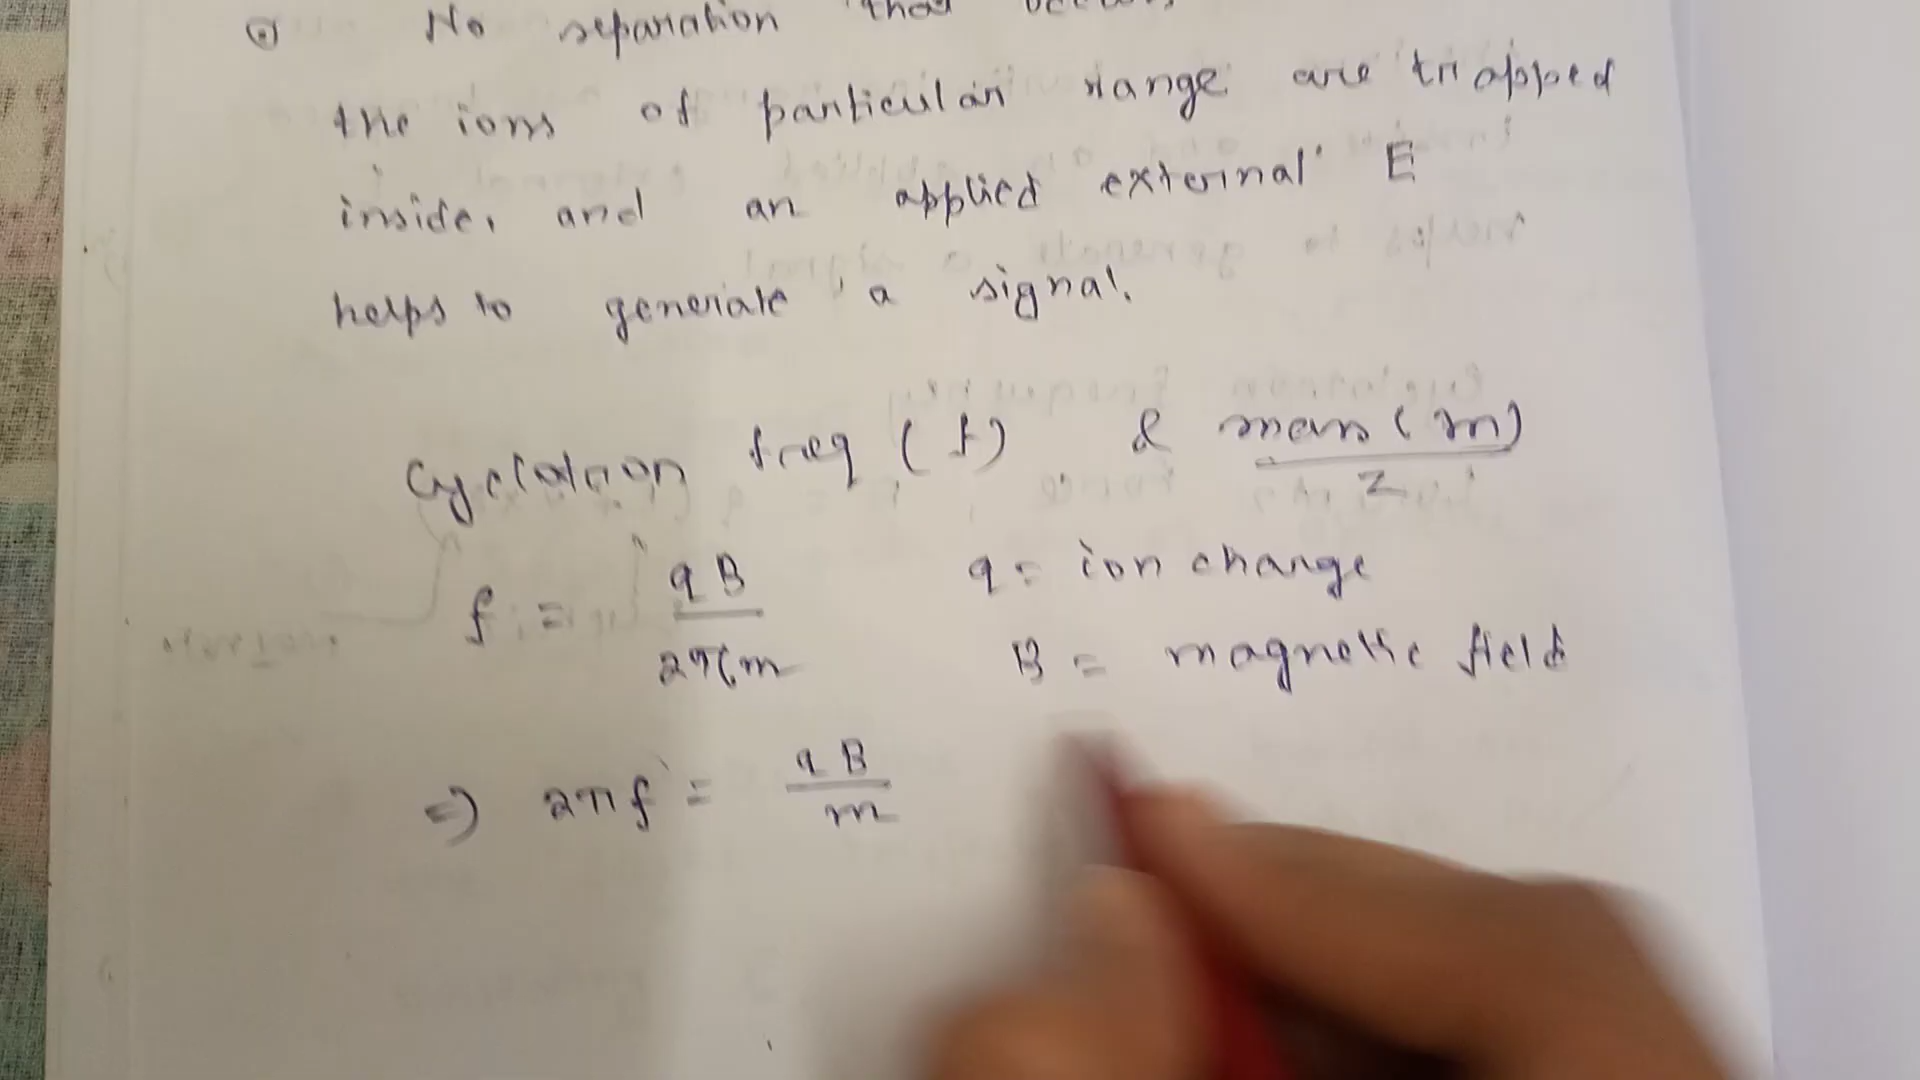 No separation that
the ions of particular range are trapped
inside, and an applied external E
helps to generate a signal.
Cyclotron freq (f) & mass (m)
z
f = qB / 2πm q = ion charge
B = magnetic field
=> 2πf = qB / m